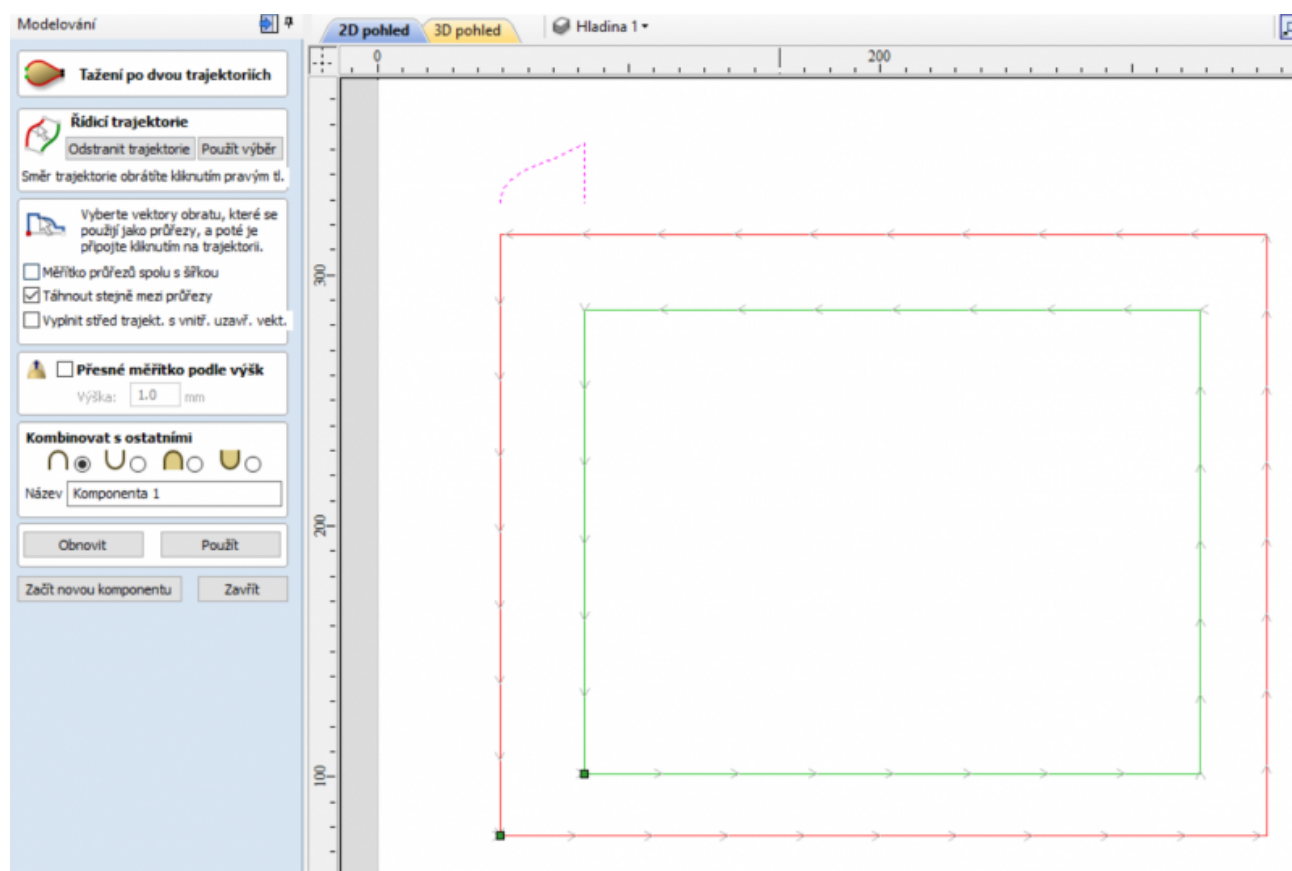 Modelování
2D pohled
3D pohled
Hladina 1
Tažení po dvou trajektoriích
Řídicí trajektorie
Odstranit trajektorie
Použít výběr
Směr trajektorie obrátíte kliknutím pravým tl.
Vyberte vektory obratu, které se
použijí jako průřezy, a poté je
připojte kliknutím na trajektorii.
Měřítko průřezů spolu s šířkou
Táhnout stejně mezi průřezy
Vyplnit střed trajekt. s vnitř. uzavř. vekt.
Přesné měřítko podle výšk
Výška: 1.0 mm
Kombinovat s ostatními
Název Komponenta 1
Obnovit
Použít
Začít novou komponentu
Zavřít
0
200
300
200
100